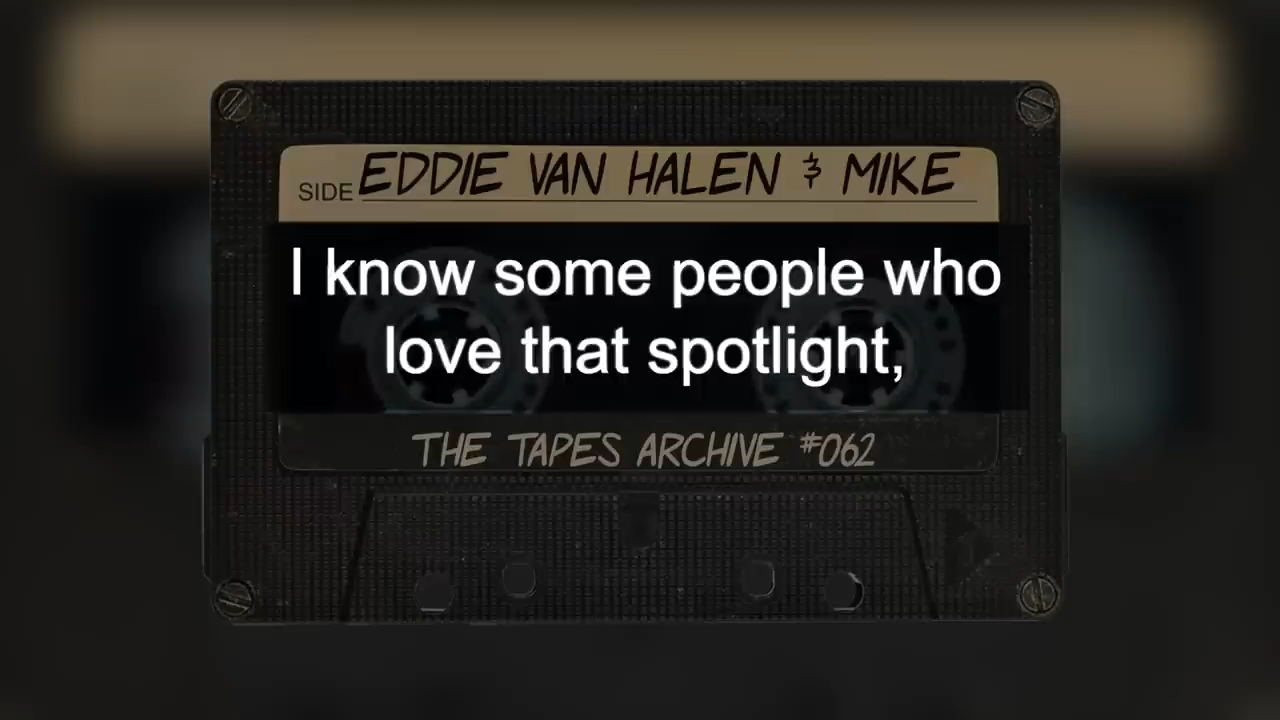 SIDE EDDIE VAN HALEN & MIKE
I know some people who
love that spotlight,
THE TAPES ARCHIVE #062